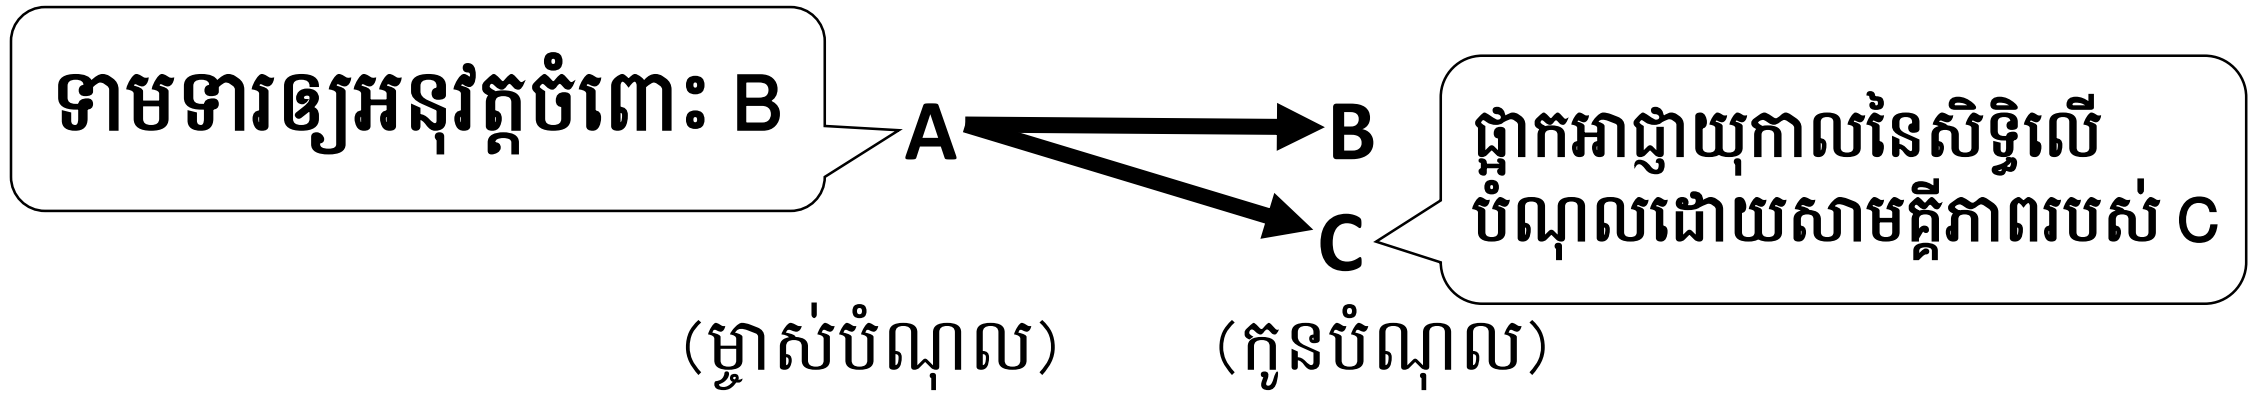 ទាមទារឲ្យអនុវត្តចំពោះ B
A
B
C
ផ្អាកអាជ្ញាយុកាលនៃសិទ្ធិលើ
បំណុលដោយសាមគ្គីភាពរបស់ C
(ម្ចាស់បំណុល)
(កូនបំណុល)